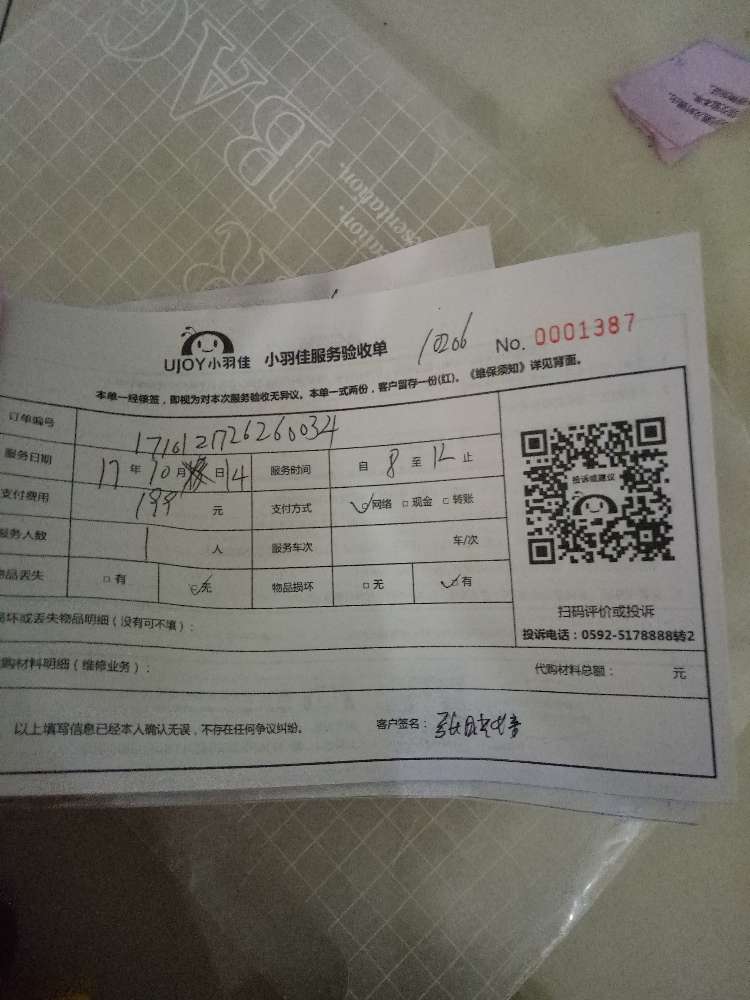 BAG
presentation.
UJOY小羽佳 小羽佳服务验收单 10206 No. 0001387
本单一经签签，即视为对本次服务验收无异议。本单一式两份，客户留存一份(红)。《维保须知》详见背面。
订单编号 1710121726260034
服务日期 17 年 10 月 日 14 服务时间 自 8 至 12 止
支付费用 199 元 支付方式 网络 □ 现金 □ 转账
服务人数 1 人 服务车次 车/次
物品丢失 □ 有 无 物品损坏 □ 无 有
投诉或建议
扫码评价或投诉
投诉电话：0592-5178888转2
损坏或丢失物品明细（没有可不填）：
代购材料明细（维修业务）： 代购材料总额： 元
以上填写信息已经本人确认无误，不存在任何争议纠纷。 客户签名：